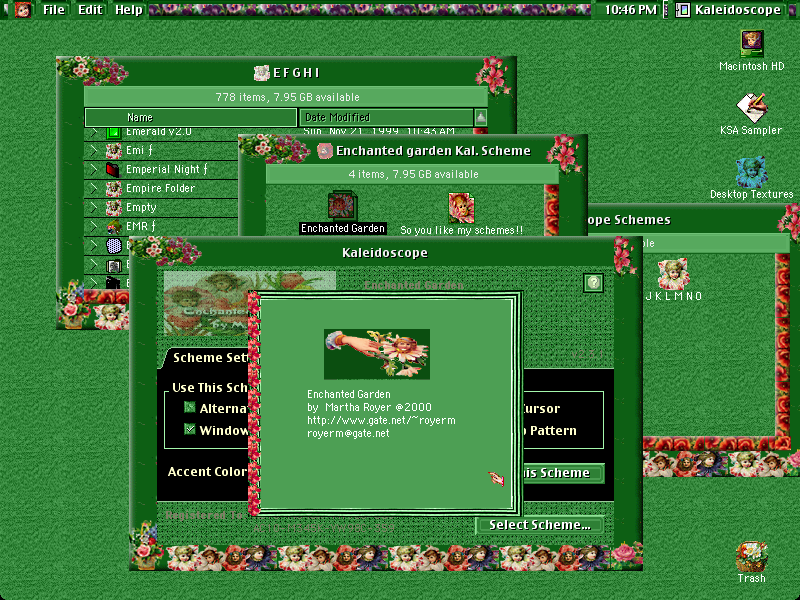 File Edit Help
10:46 PM
Kaleidoscope
Macintosh HD
KSA Sampler
Desktop Textures
Trash
E F G H I
778 items, 7.95 GB available
Name
Date Modified
Emerald v2.0
Sun, Nov 21, 1999, 10:43 AM
Emi ƒ
Emperial Night ƒ
Empire Folder
Empty
EMR ƒ
Enchanted garden Kal. Scheme
4 items, 7.95 GB available
Enchanted Garden
So you like my schemes!!
ope Schemes
ble
J K L M N O
Kaleidoscope
Enchanted Garden
Scheme Set
Use This Sch
Alterna
Window
Accent Color
ursor
Pattern
is Scheme
Select Scheme...
Enchanted Garden
by Martha Royer @2000
http://www.gate.net/~royerm
royerm@gate.net